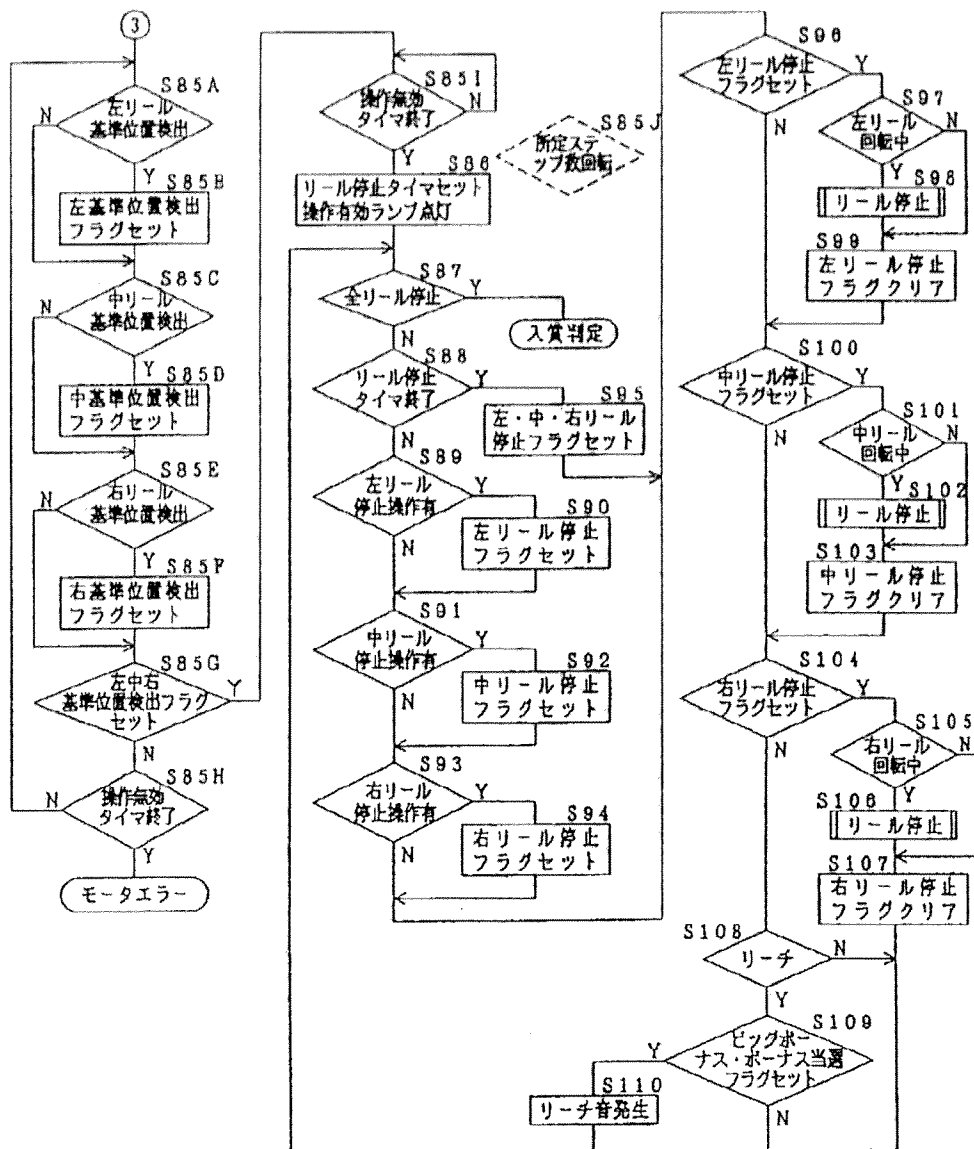 3
S85A
左リール
基準位置検出
N
Y
S85B
左基準位置検出
フラグセット
S85C
中リール
基準位置検出
N
Y
S85D
中基準位置検出
フラグセット
S85E
右リール
基準位置検出
N
Y
S85F
右基準位置検出
フラグセット
S85G
左中右
基準位置検出フラグ
セット
Y
N
S85H
操作無効
タイマ終了
N
Y
モータエラー
S85I
操作無効
タイマ終了
N
Y
S85J
所定ステ
ップ数回転
S86
リール停止タイマセット
操作有効ランプ点灯
S87
全リール停止
Y
入賞判定
N
S88
リール停止
タイマ終了
Y
S95
左・中・右リール
停止フラグセット
N
S89
左リール
停止操作有
Y
S90
左リール停止
フラグセット
N
S91
中リール
停止操作有
Y
S92
中リール停止
フラグセット
N
S93
右リール
停止操作有
Y
S94
右リール停止
フラグセット
N
S96
左リール停止
フラグセット
Y
N
S97
左リール
回転中
N
Y
S98
リール停止
S99
左リール停止
フラグクリア
S100
中リール停止
フラグセット
Y
N
S101
中リール
回転中
N
Y
S102
リール停止
S103
中リール停止
フラグクリア
S104
右リール停止
フラグセット
Y
N
S105
右リール
回転中
N
Y
S106
リール停止
S107
右リール停止
フラグクリア
S108
リーチ
N
Y
S109
ビッグボー
ナス・ボーナス当選
フラグセット
Y
N
S110
リーチ音発生